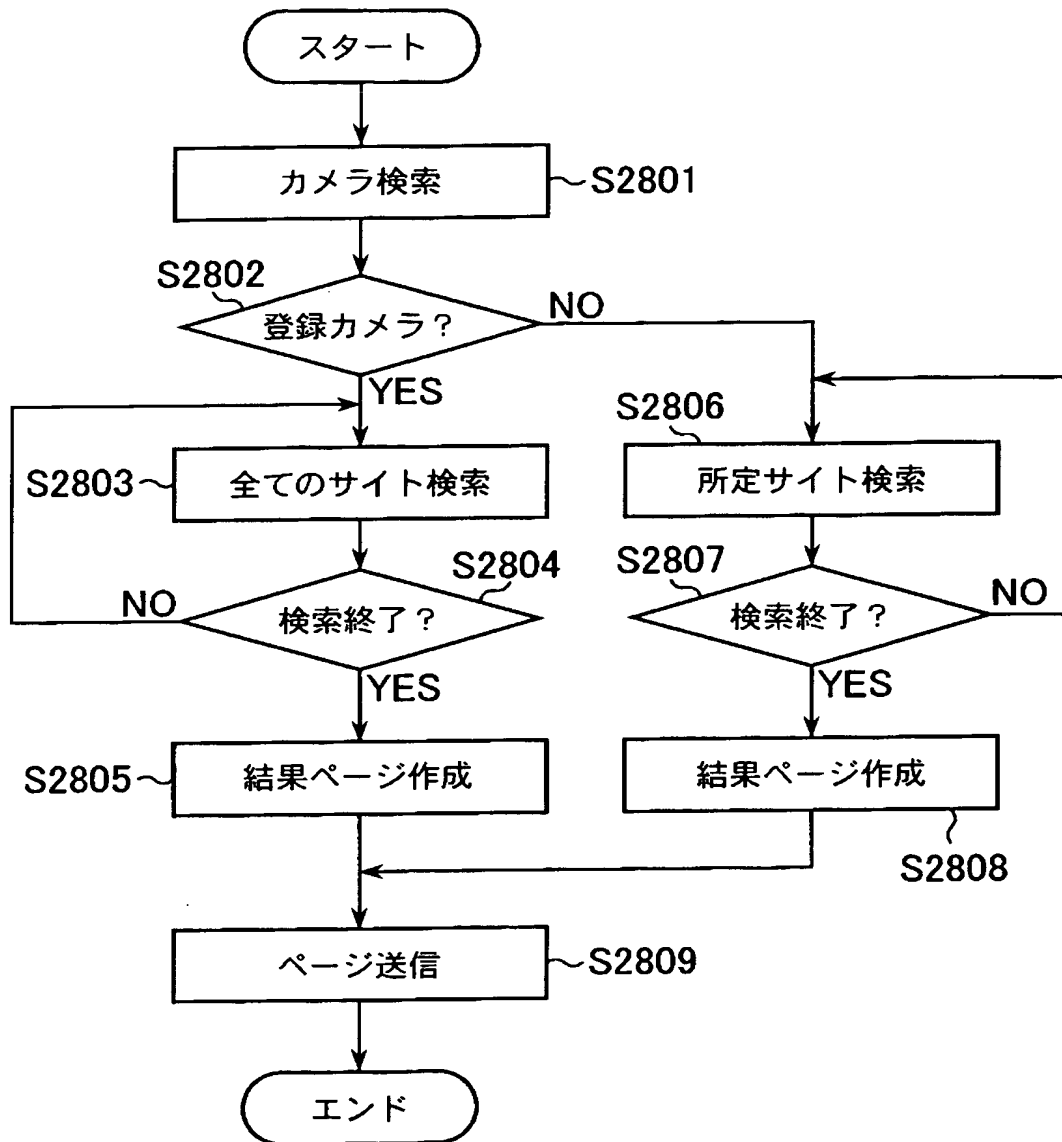 スタート
カメラ検索
S2801
S2802
登録カメラ?
NO
YES
S2803
全てのサイト検索
S2806
所定サイト検索
S2804
NO
検索終了?
YES
S2807
検索終了?
NO
YES
S2805
結果ページ作成
結果ページ作成
S2808
ページ送信
S2809
エンド